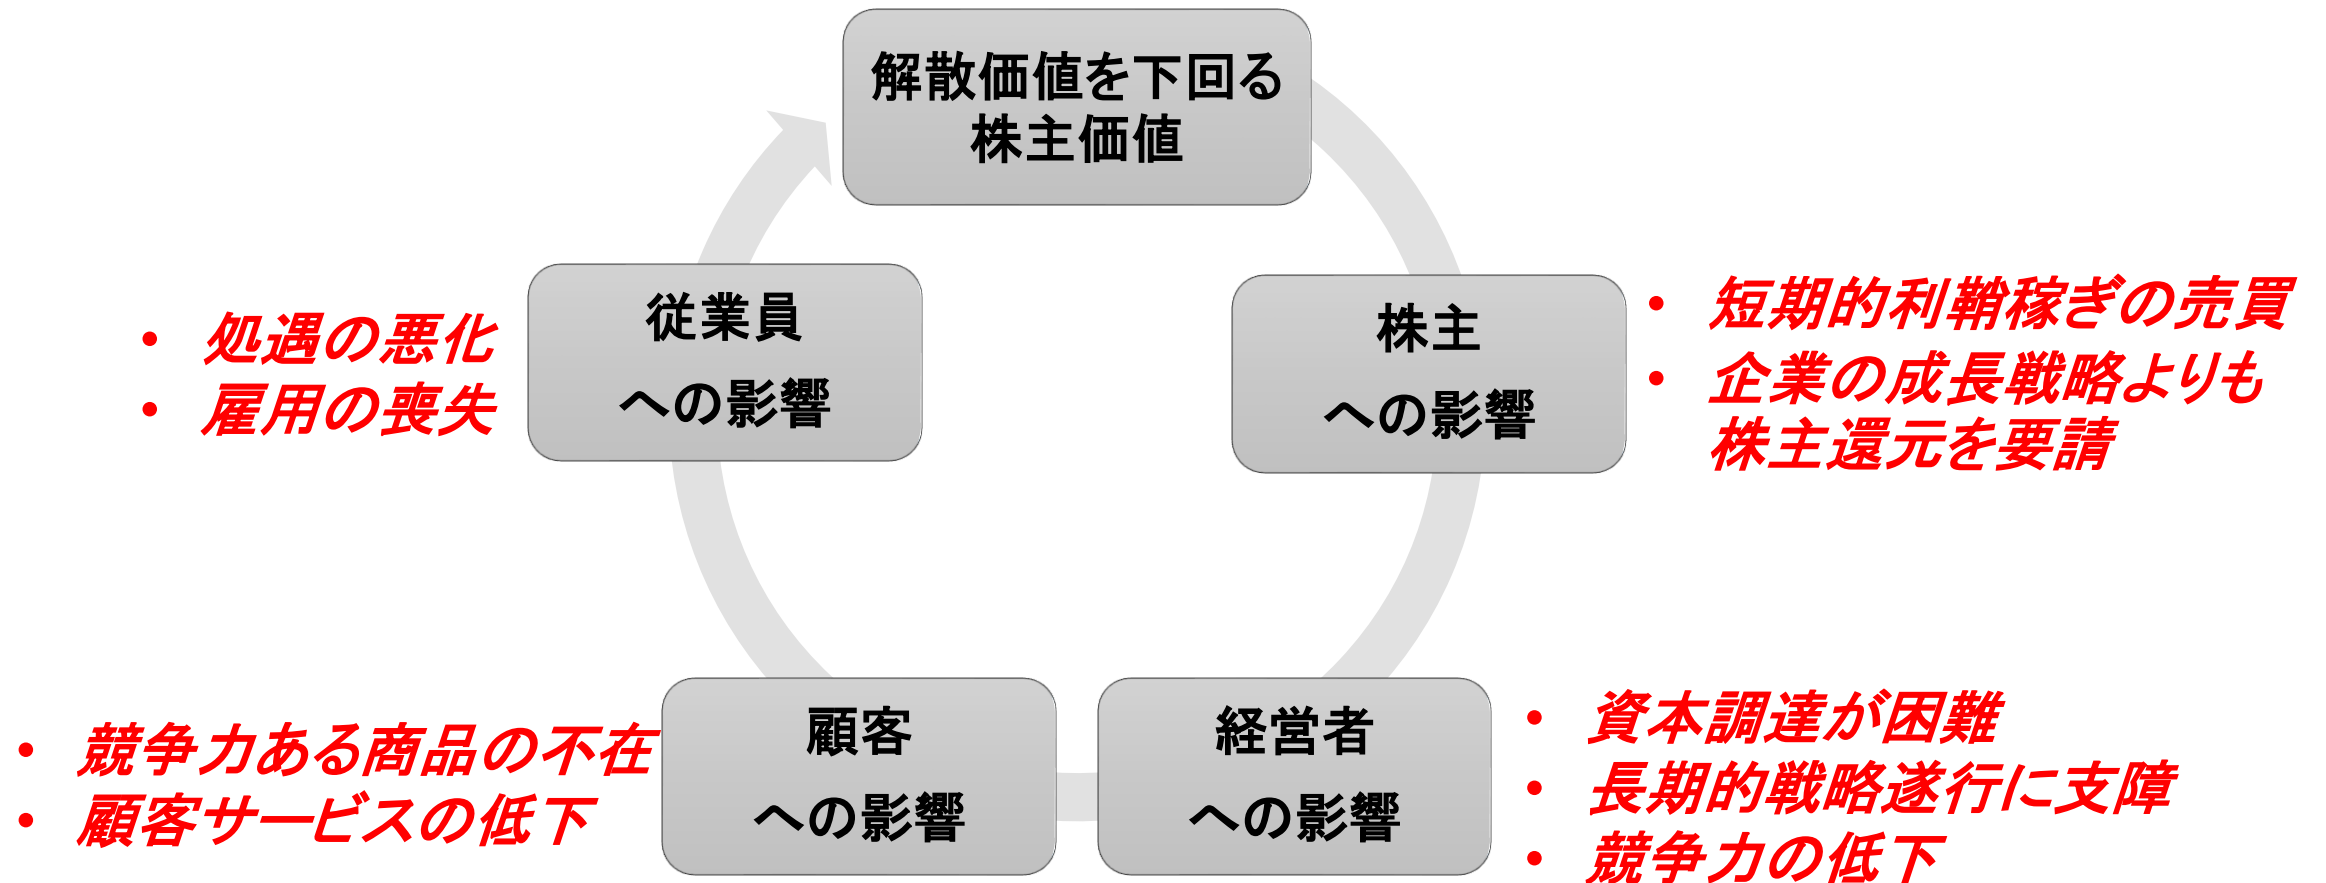 解散価値を下回る
株主価値
株主
への影響
• 短期的利鞘稼ぎの売買
• 企業の成長戦略よりも
株主還元を要請
経営者
への影響
• 資本調達が困難
• 長期的戦略遂行に支障
• 競争力の低下
顧客
への影響
• 競争力ある商品の不在
• 顧客サービスの低下
従業員
への影響
• 処遇の悪化
• 雇用の喪失